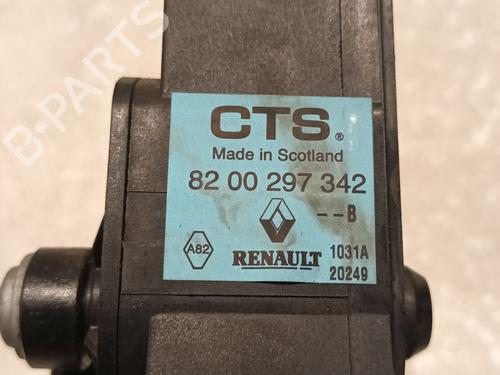 B-PARTS
CTS®
Made in Scotland
82 00 297 342
--B
A82
RENAULT
1031A
20249